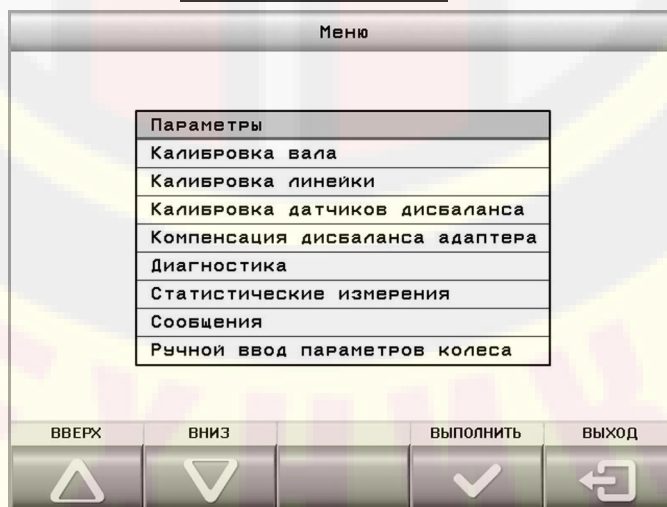 Меню
Параметры
Калибровка вала
Калибровка линейки
Калибровка датчиков дисбаланса
Компенсация дисбаланса адаптера
Диагностика
Статистические измерения
Сообщения
Ручной ввод параметров колеса
ВВЕРХ ВНИЗ ВЫПОЛНИТЬ ВЫХОД